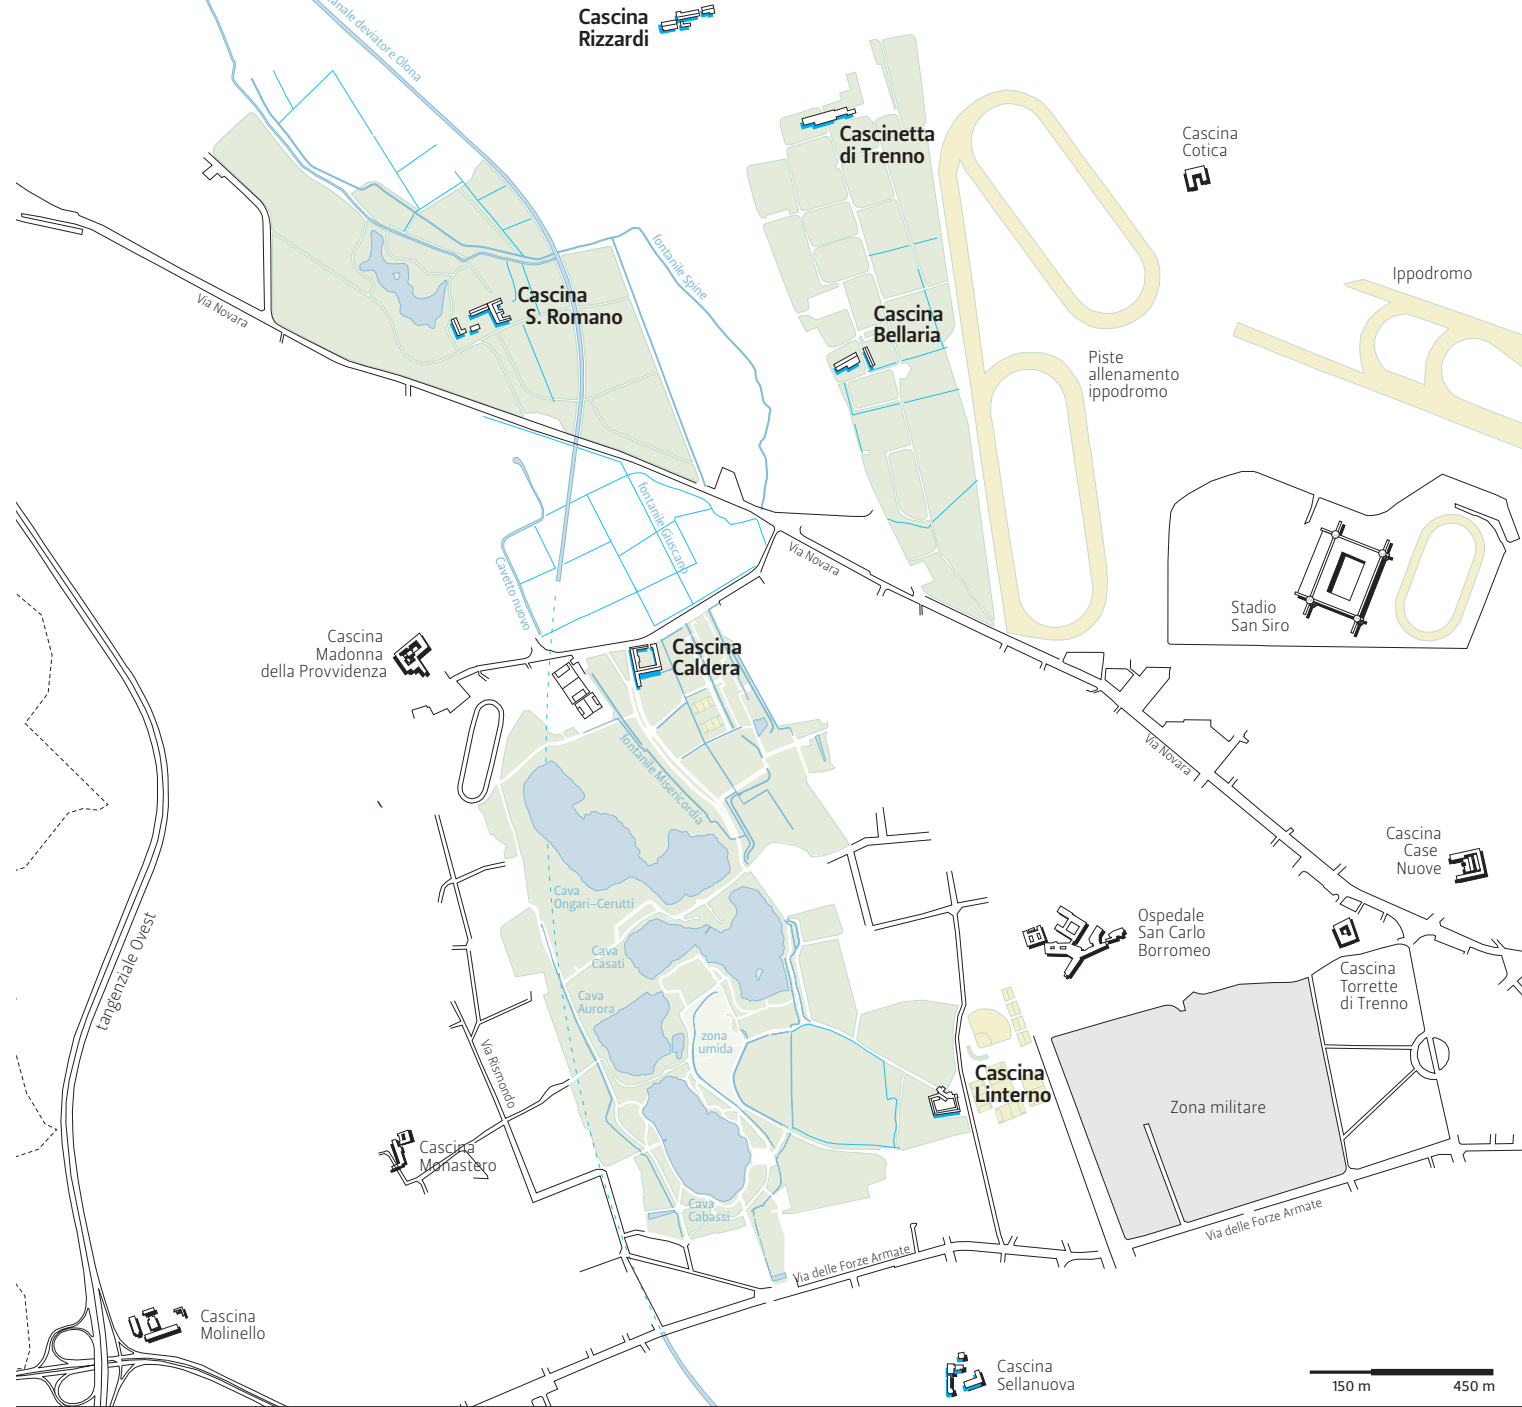 Cascina
Rizzardi
canale deviatore Olona
Cascinetta
di Trenno
Cascina
Cotica
fontanile Spine
Ippodromo
Via Novara
Cascina
S. Romano
Cascina
Bellaria
Piste
allenamento
ippodromo
fontanile Giuscano
Cavetto nuovo
Via Novara
Stadio
San Siro
Cascina
Madonna
della Provvidenza
Cascina
Caldera
fontanile Misericordia
Via Novara
Cascina
Case
Nuove
Cava
Ongari-Cerutti
Ospedale
San Carlo
Borromeo
tangenziale Ovest
Cava
Casati
Cascina
Torrette
di Trenno
Cava
Aurora
zona
umida
Via Rismondo
Cascina
Linterno
Zona militare
Cascina
Monastero
Cava
Cabassi
Via delle Forze Armate
Via delle Forze Armate
Cascina
Molinello
Cascina
Sellanuova
150 m
450 m